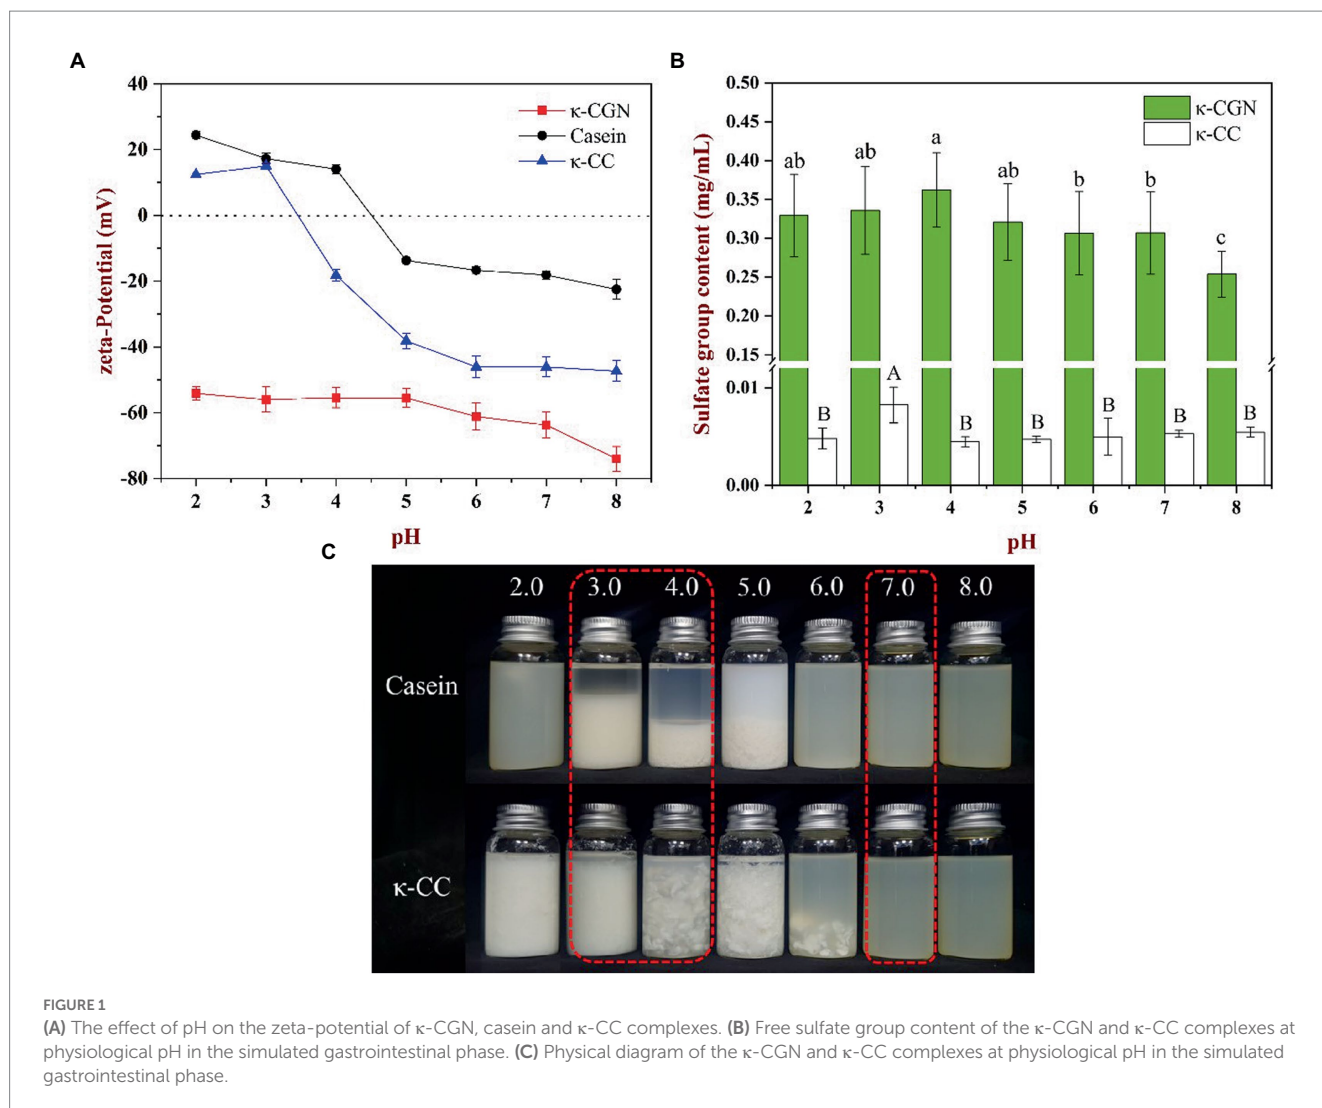 A
40
20
0
-20
-40
-60
-80
zeta-Potential (mV)
κ-CGN
Casein
κ-CC
2 3 4 5 6 7 8
pH
B
0.50
0.45
0.40
0.35
0.30
0.25
0.20
0.15
0.01
0.00
Sulfate group content (mg/mL)
κ-CGN
κ-CC
ab ab a ab b b c
B A B B B B B
2 3 4 5 6 7 8
pH
C
2.0 3.0 4.0 5.0 6.0 7.0 8.0
Casein
κ-CC
FIGURE 1
(A) The effect of pH on the zeta-potential of κ-CGN, casein and κ-CC complexes. (B) Free sulfate group content of the κ-CGN and κ-CC complexes at
physiological pH in the simulated gastrointestinal phase. (C) Physical diagram of the κ-CGN and κ-CC complexes at physiological pH in the simulated
gastrointestinal phase.